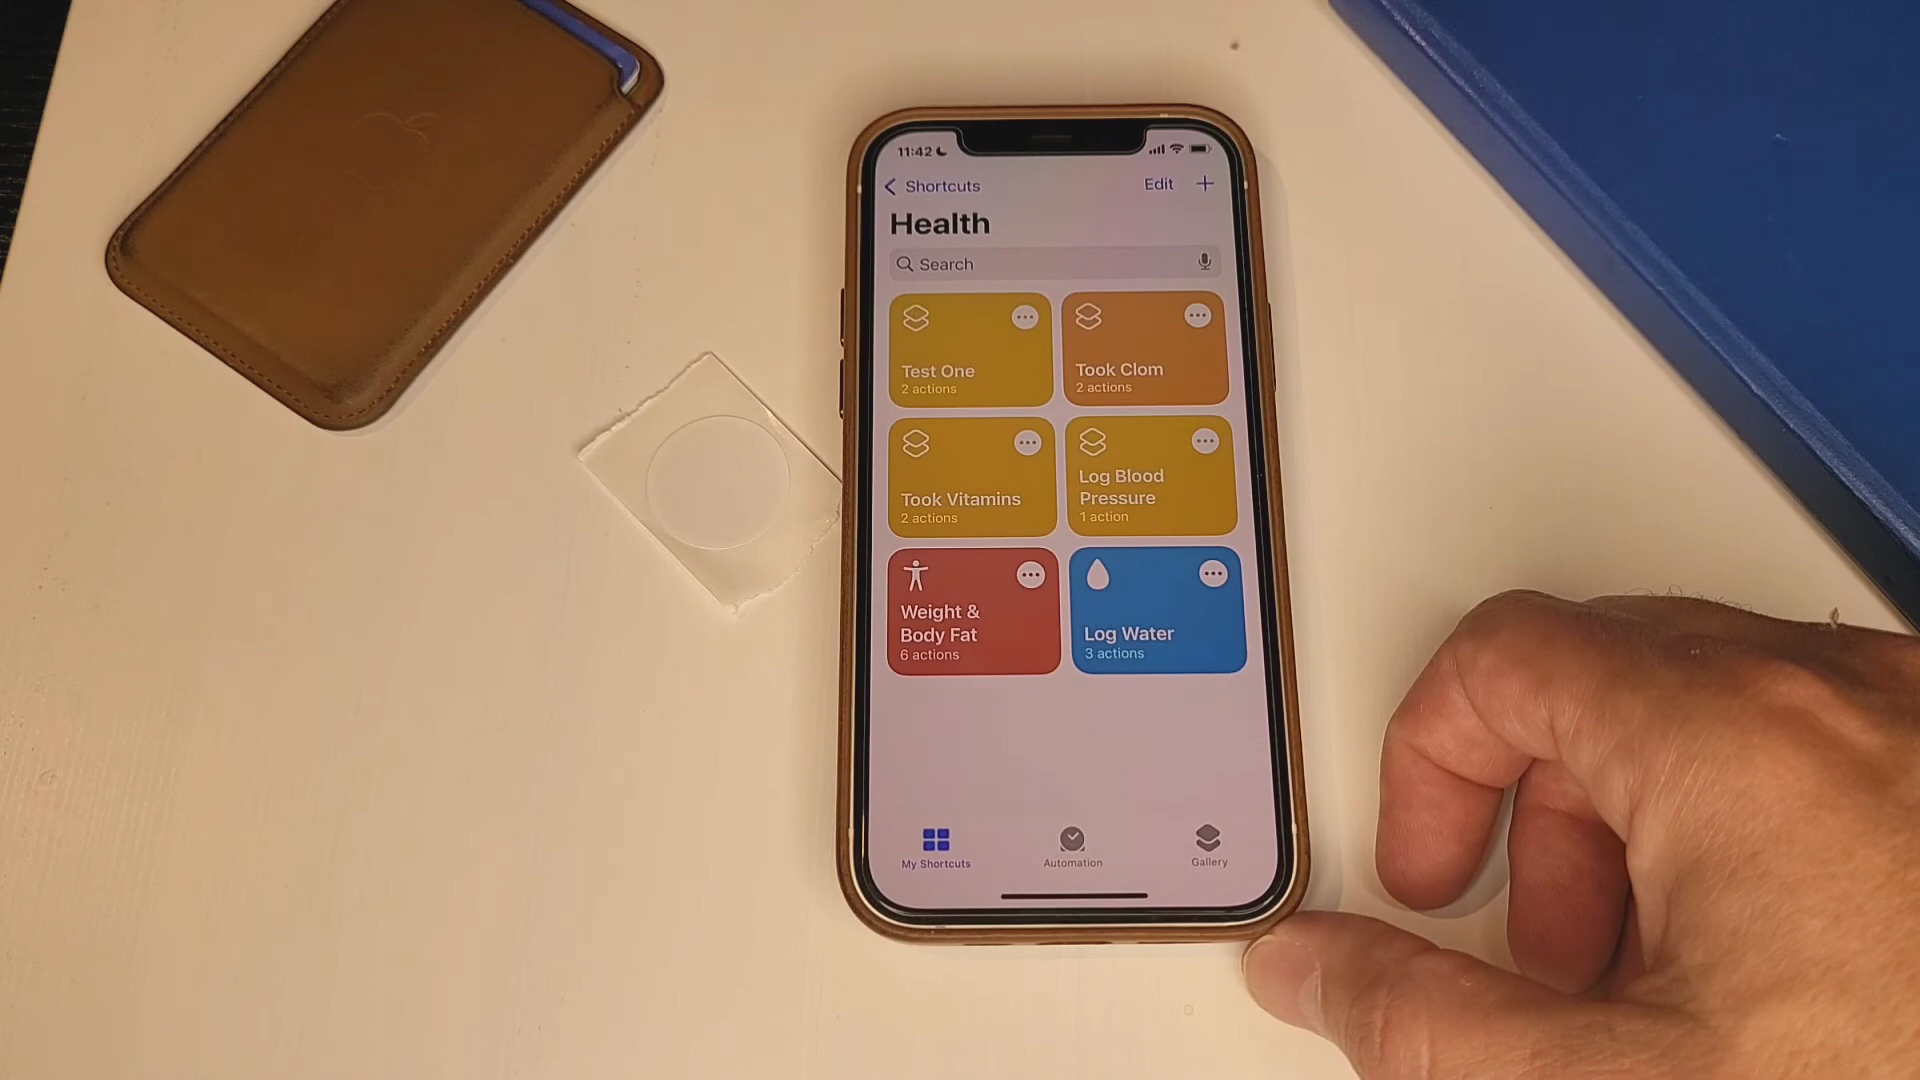 11:42
Shortcuts
Edit
Health
Search
Test One
2 actions
Took Clom
2 actions
Took Vitamins
2 actions
Log Blood
Pressure
1 action
Weight &
Body Fat
6 actions
Log Water
3 actions
My Shortcuts
Automation
Gallery